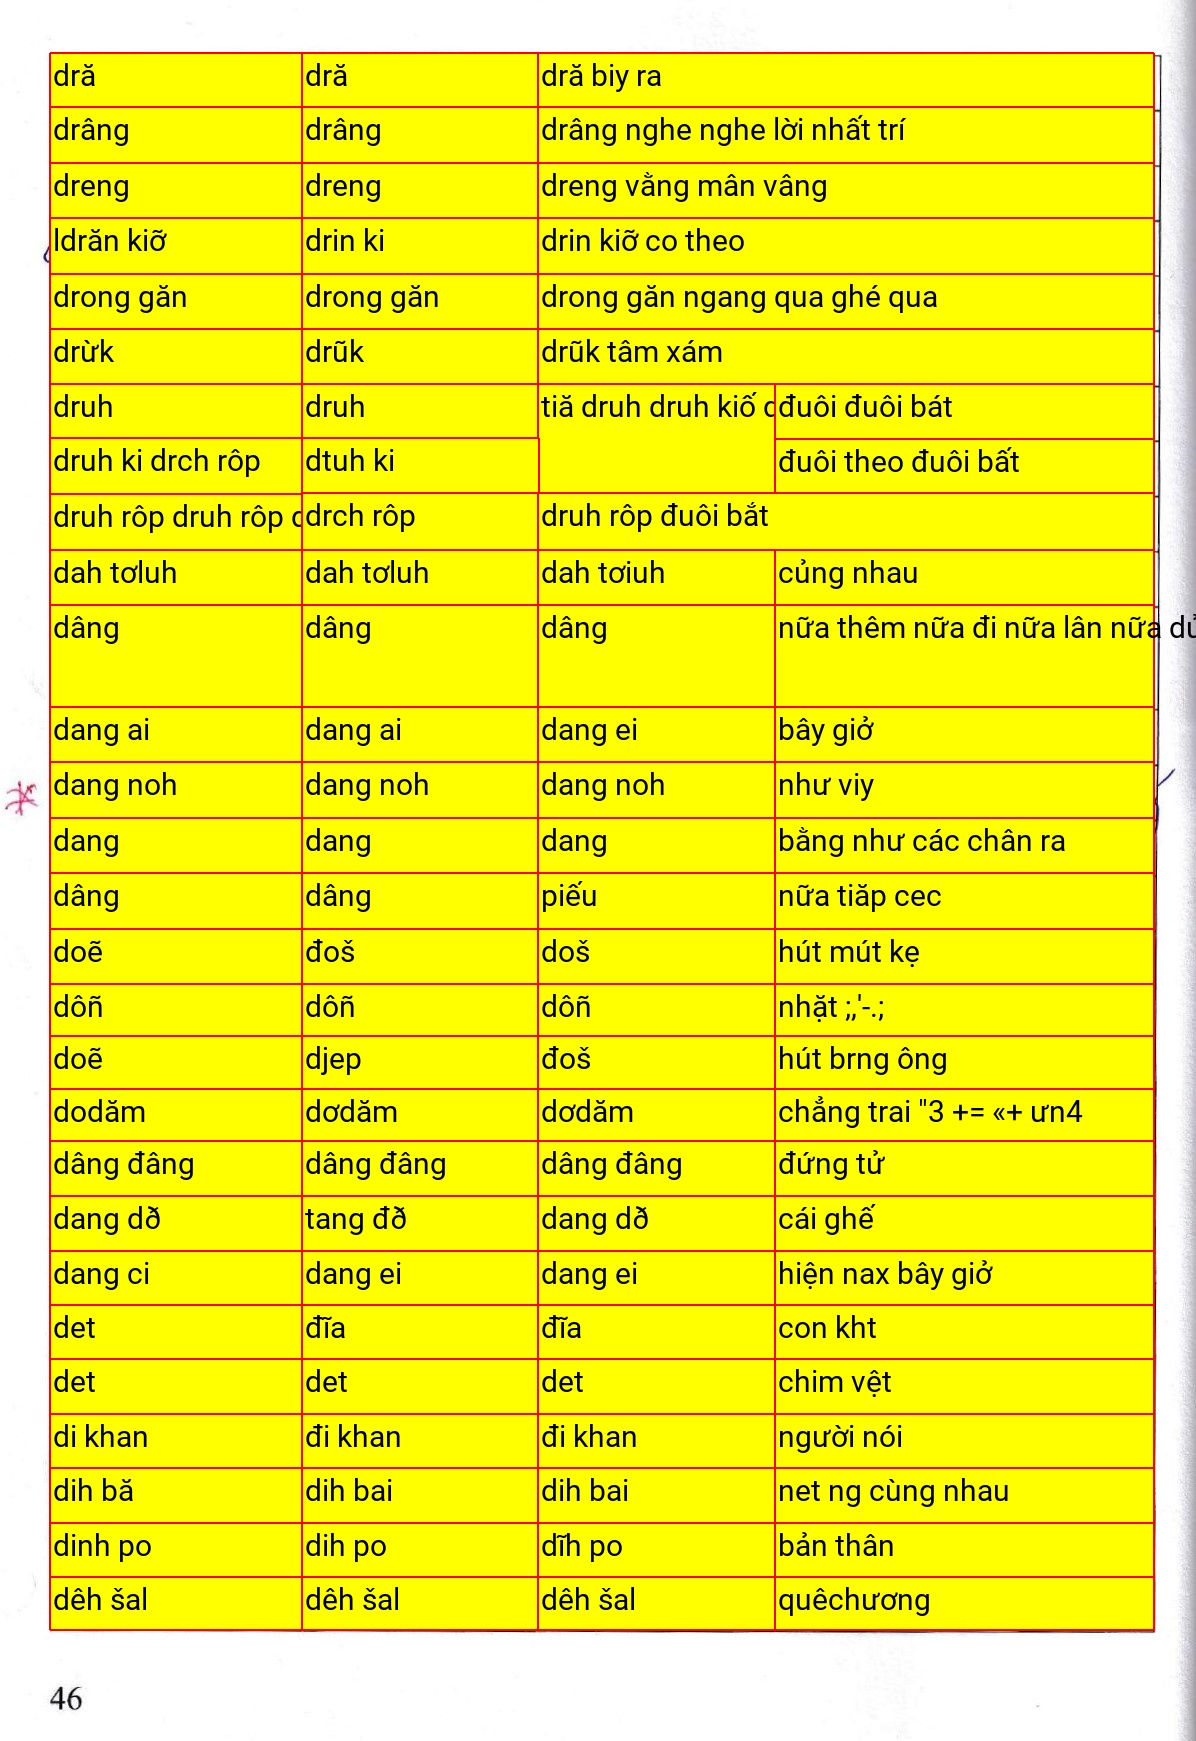 dră dră dră biy ra
drâng drâng drâng nghe nghe lời nhất trí
dreng dreng dreng vằng mân vâng
ldrăn kiỡ drin ki drin kiỡ co theo
drong găn drong găn drong găn ngang qua ghé qua
drừk drũk drũk tâm xám
druh druh tiă druh druh kiố đuôi đuôi bát
druh ki drch rôp dtuh ki đuôi theo đuôi bất
druh rôp druh rôp drch rôp druh rôp đuôi bắt
dah tơluh dah tơluh dah tơiuh củng nhau
dâng dâng dâng nữa thêm nữa đi nữa lân nữa
dang ai dang ai dang ei bây giở
dang noh dang noh dang noh như viy
dang dang dang bằng như các chân ra
dâng dâng piếu nữa tiăp cec
doẽ đoš doš hút mút kẹ
dôñ dôñ dôñ nhặt ;,'-.;
doẽ djep đoš hút brng ông
dodăm dơdăm dơdăm chẳng trai "3 += «+ ưn4
dâng đâng dâng đâng dâng đâng đứng tử
dang dð tang đð dang dð cái ghế
dang ci dang ei dang ei hiện nax bây giở
det đĩa đĩa con kht
det det det chim vệt
di khan đi khan đi khan người nói
dih bă dih bai dih bai net ng cùng nhau
dinh po dih po dĩh po bản thân
dêh šal dêh šal dêh šal quêchương
46